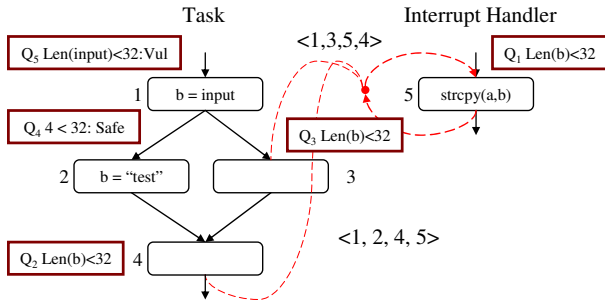 Task
Interrupt Handler
Q5 Len(input)<32:Vul
<1,3,5,4>
Q1 Len(b)<32
1
b = input
5
strcpy(a,b)
Q4 4 < 32: Safe
Q3 Len(b)<32
2
b = “test”
3
<1, 2, 4, 5>
Q2 Len(b)<32
4